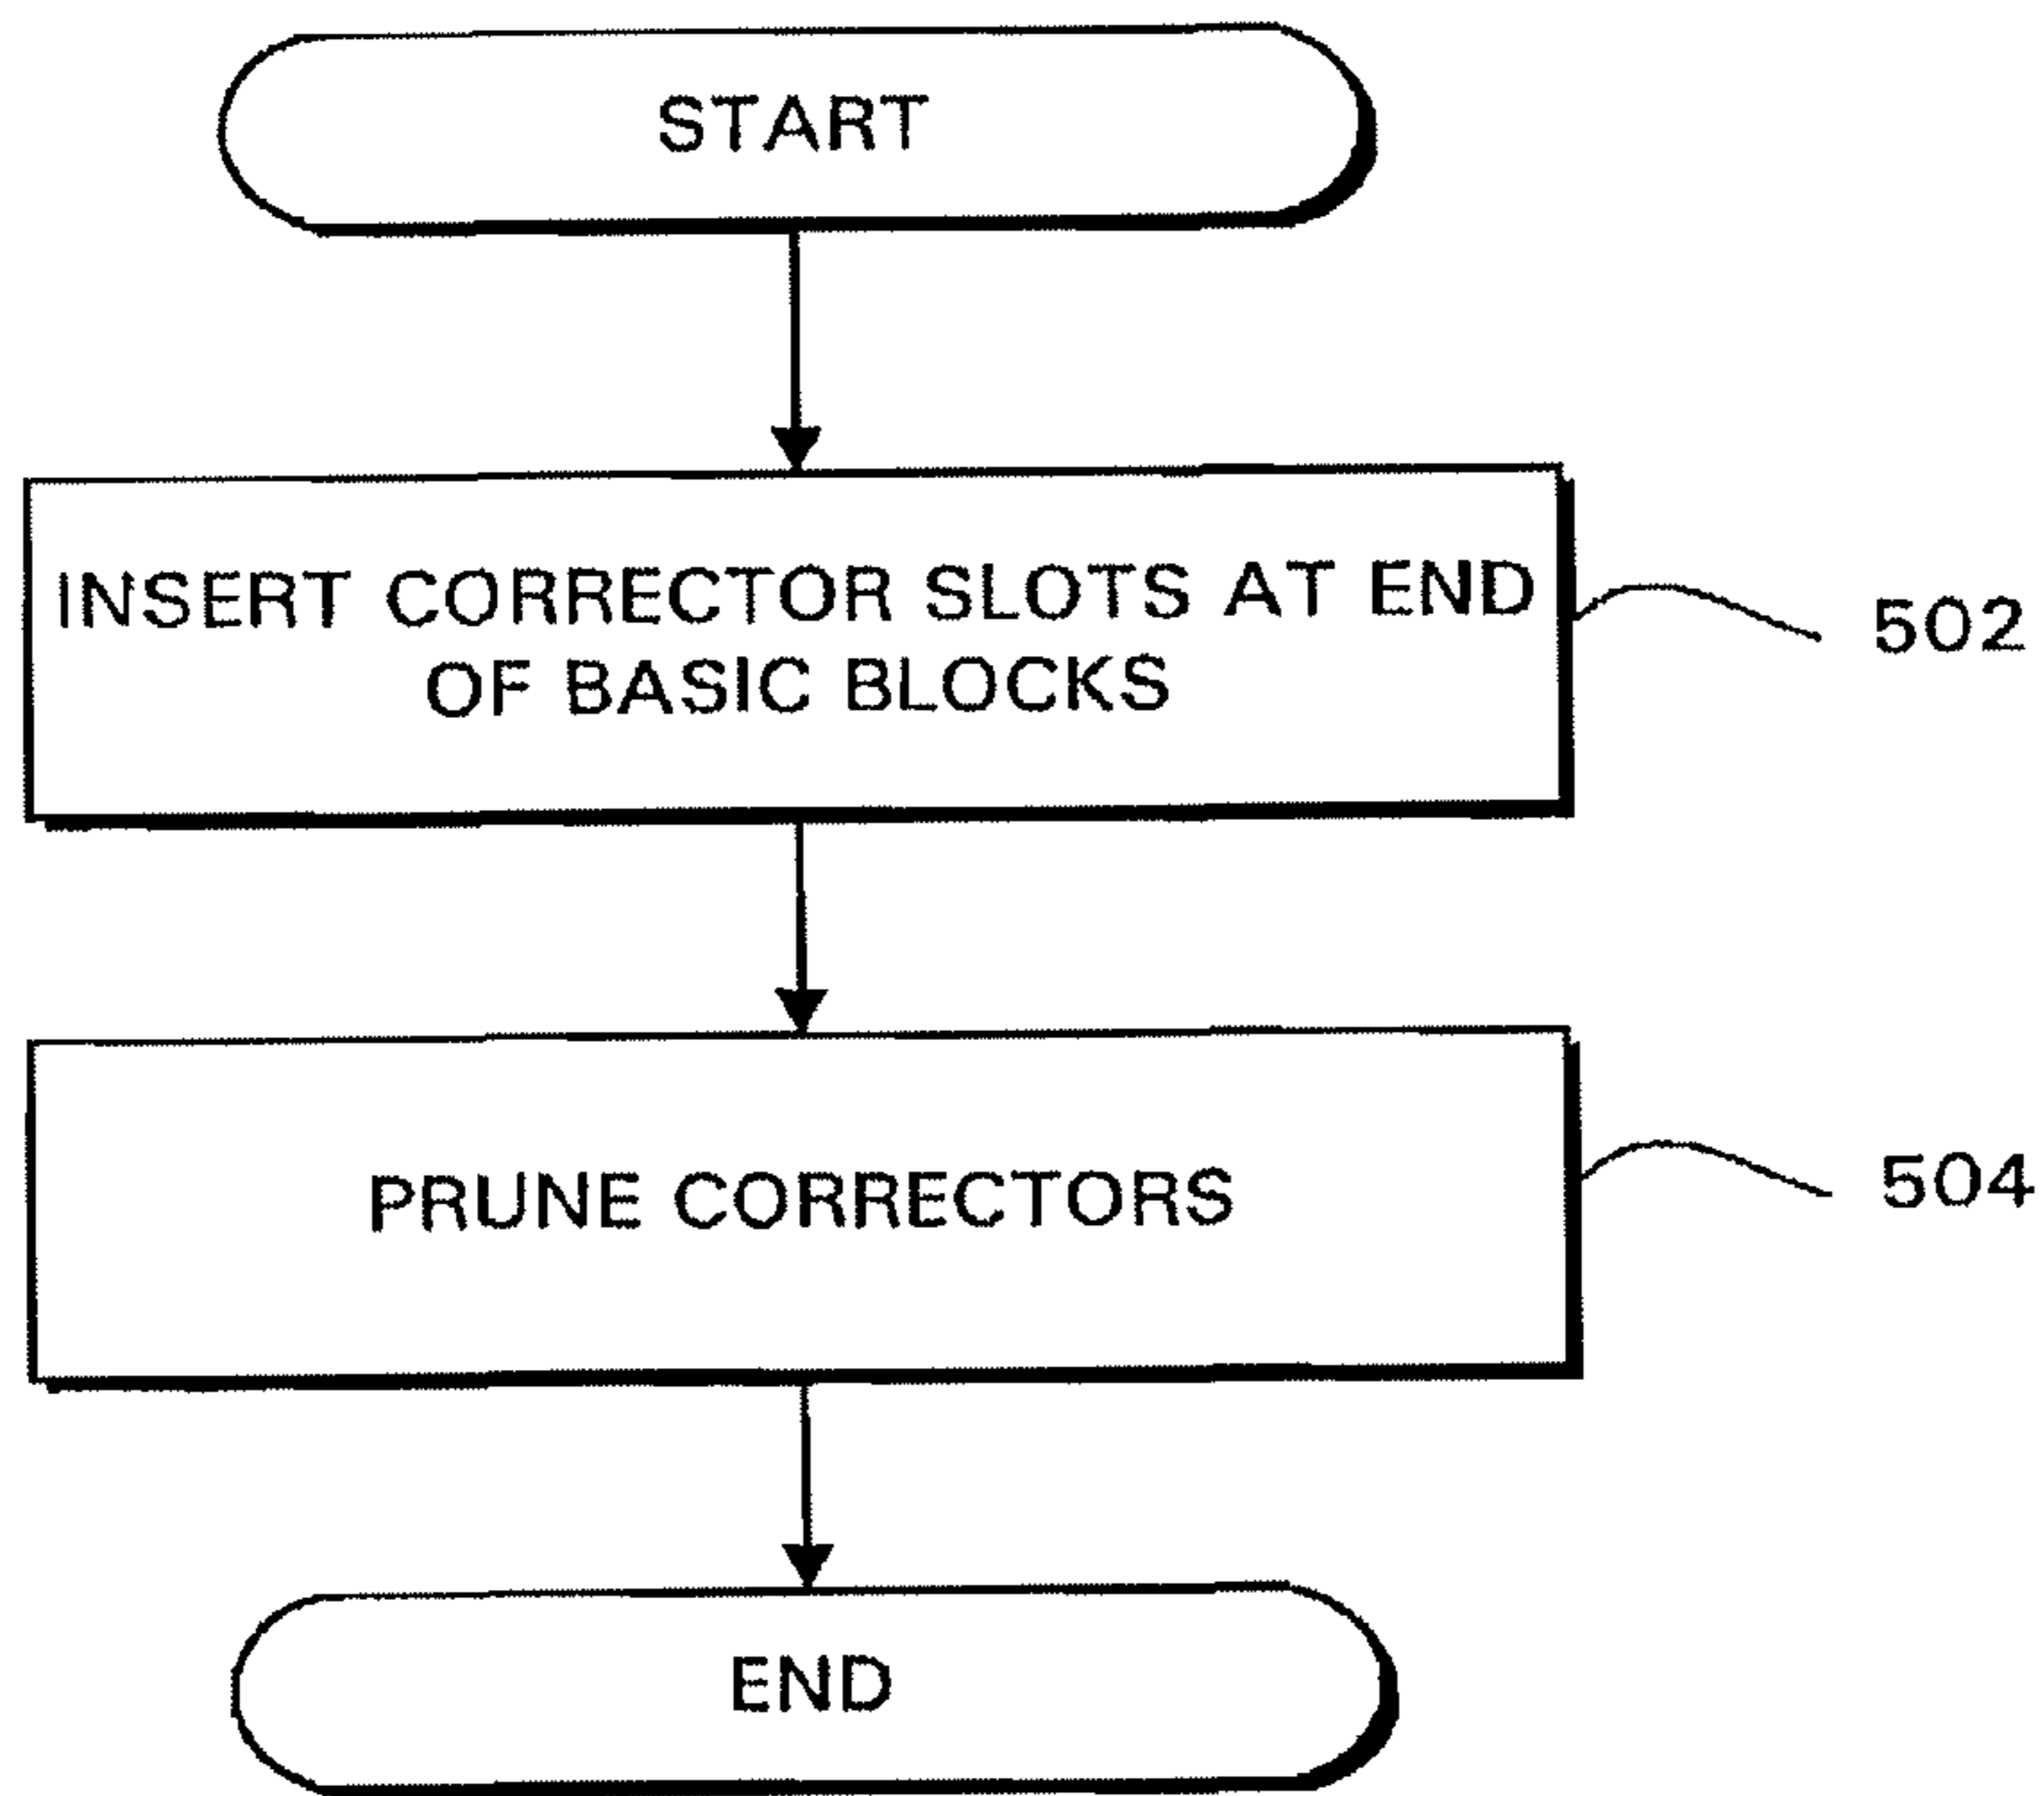 START
INSERT CORRECTOR SLOTS AT END
OF BASIC BLOCKS
502
PRUNE CORRECTORS
504
END